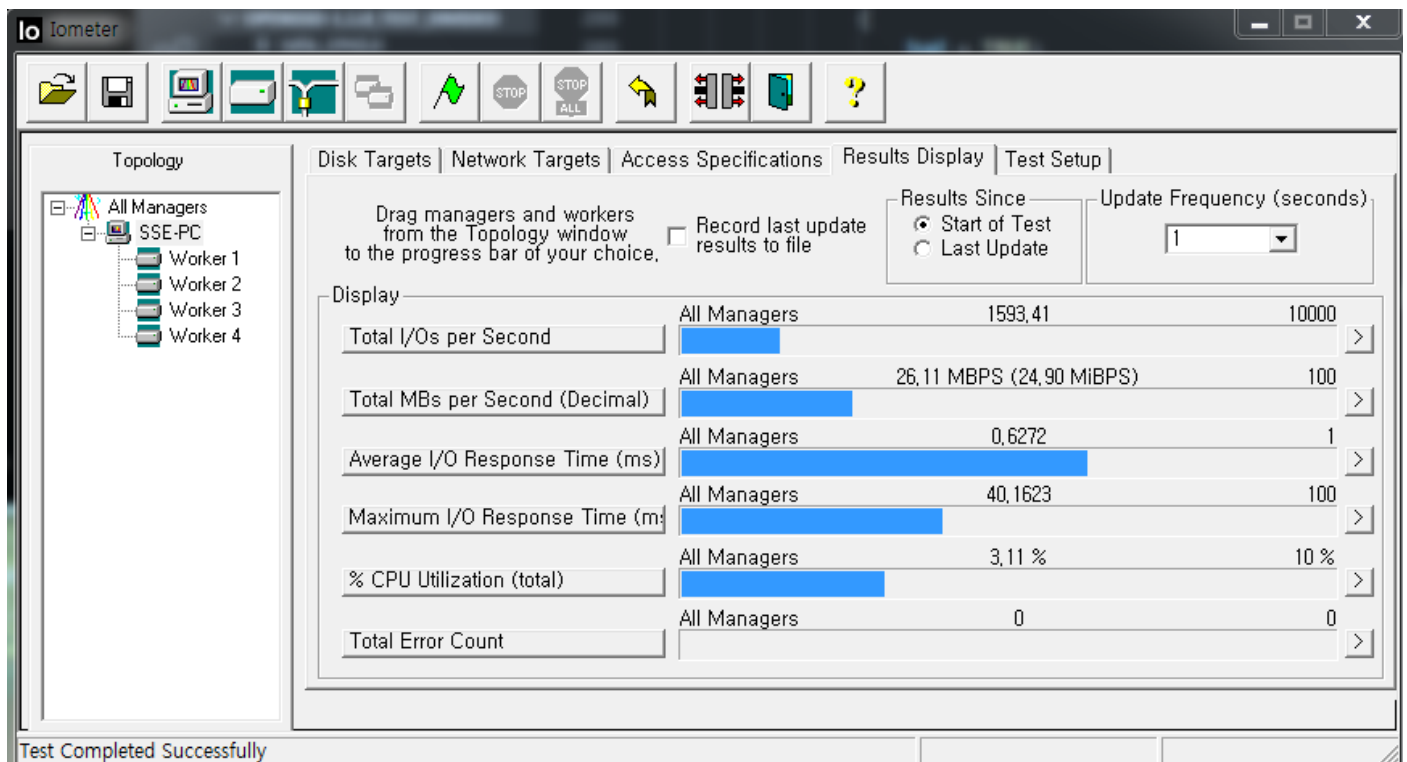 Io Iometer
STOP
STOP
ALL
Topology
All Managers
SSE-PC
Worker 1
Worker 2
Worker 3
Worker 4
Disk Targets
Network Targets
Access Specifications
Results Display
Test Setup
Drag managers and workers
from the Topology window
to the progress bar of your choice.
Record last update
results to file
Results Since
Start of Test
Last Update
Update Frequency (seconds)
1
Display
All Managers 1593,41 10000
Total I/Os per Second >
All Managers 26,11 MBPS (24,90 MiBPS) 100
Total MBs per Second (Decimal) >
All Managers 0,6272 1
Average I/O Response Time (ms) >
All Managers 40,1623 100
Maximum I/O Response Time (ms >
All Managers 3,11 % 10 %
% CPU Utilization (total) >
All Managers 0 0
Total Error Count >
Test Completed Successfully